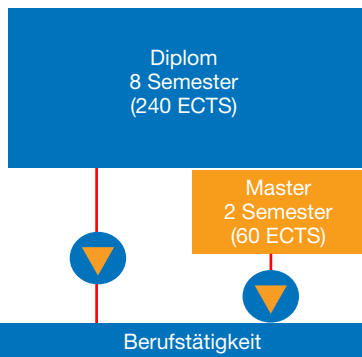 Diplom
8 Semester
(240 ECTS)
Master
2 Semester
(60 ECTS)
Berufstätigkeit